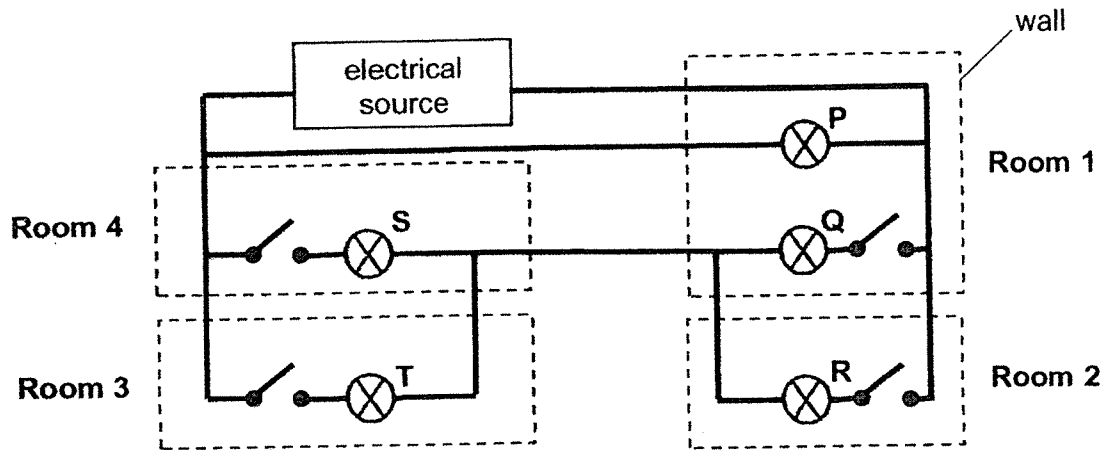 wall
electrical
source
P
Room 1
Room 4
S
Q
Room 3
T
R
Room 2